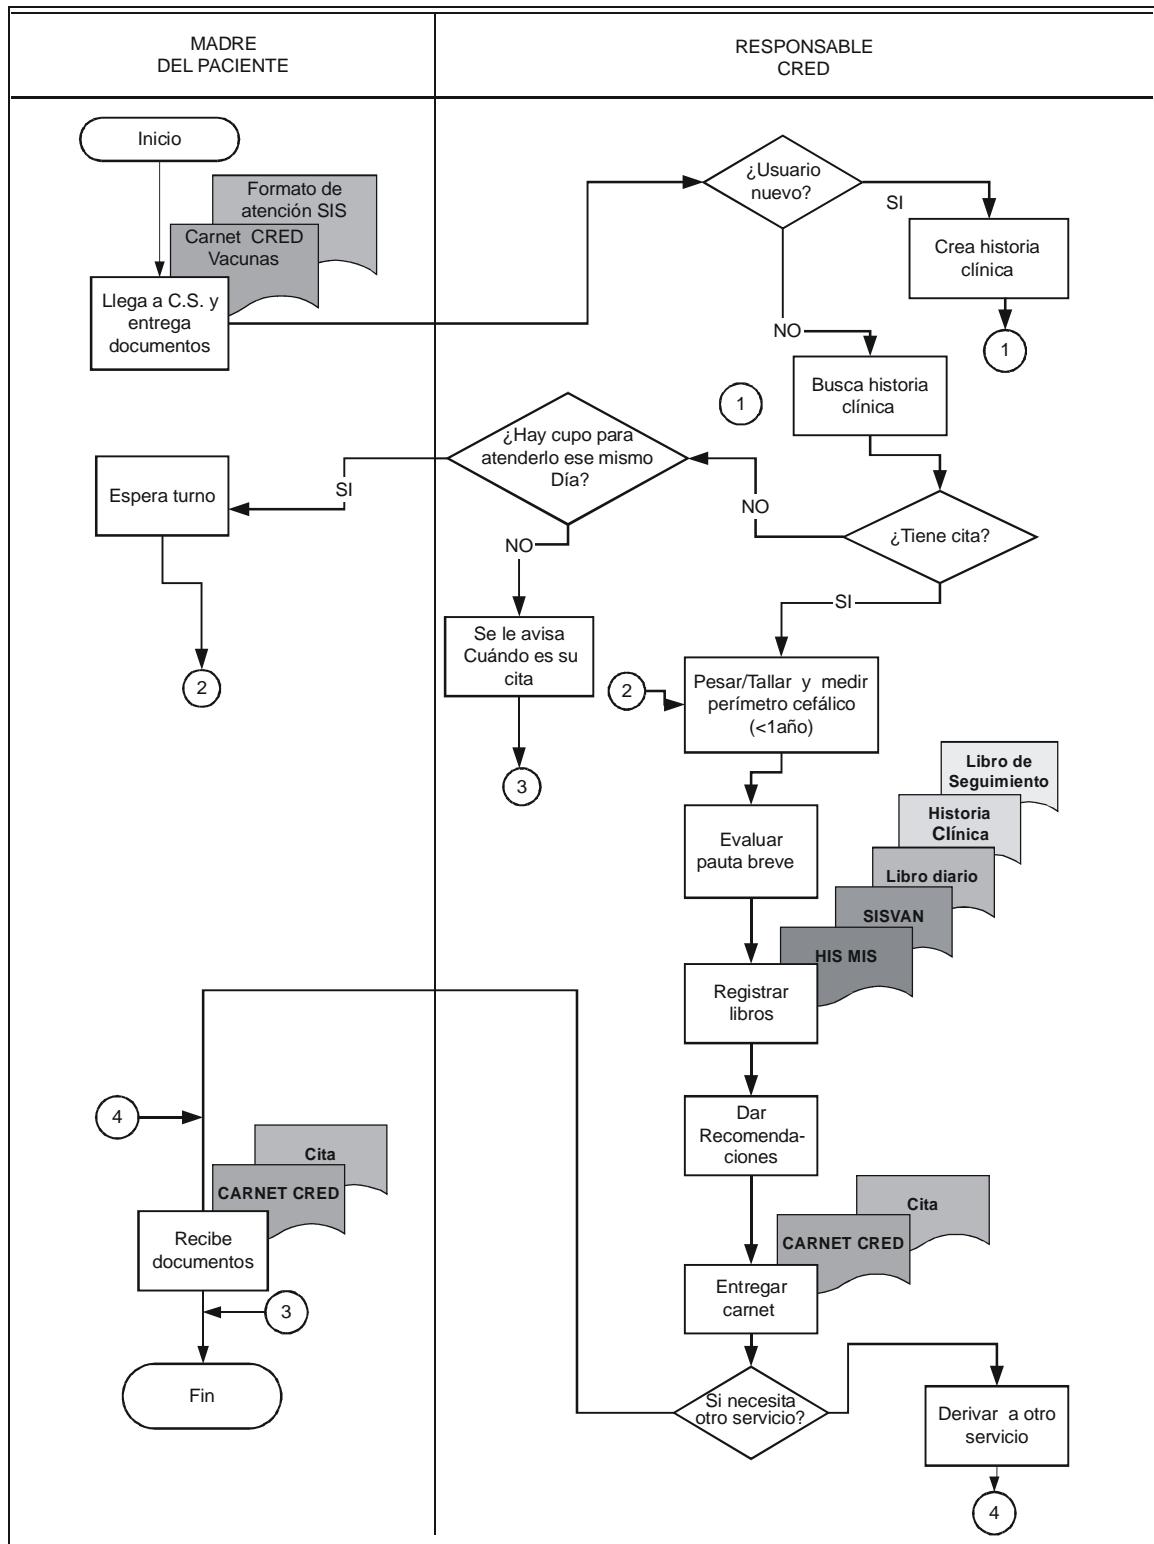 MADRE
DEL PACIENTE
RESPONSABLE
CRED
Inicio
Formato de
atención SIS
Carnet CRED
Vacunas
Llega a C.S. y
entrega
documentos
¿Usuario
nuevo?
SI
Crea historia
clínica
1
NO
Busca historia
clínica
1
¿Hay cupo para
atenderlo ese mismo
Día?
SI
Espera turno
2
NO
¿Tiene cita?
NO
SI
Se le avisa
Cuándo es su
cita
3
2
Pesar/Tallar y medir
perímetro cefálico
(<1año)
Evaluar
pauta breve
Libro de
Seguimiento
Historia
Clínica
Libro diario
SISVAN
HIS MIS
Registrar
libros
Dar
Recomenda-
ciones
Cita
CARNET CRED
Entregar
carnet
Si necesita
otro servicio?
Derivar a otro
servicio
4
4
Cita
CARNET CRED
Recibe
documentos
3
Fin